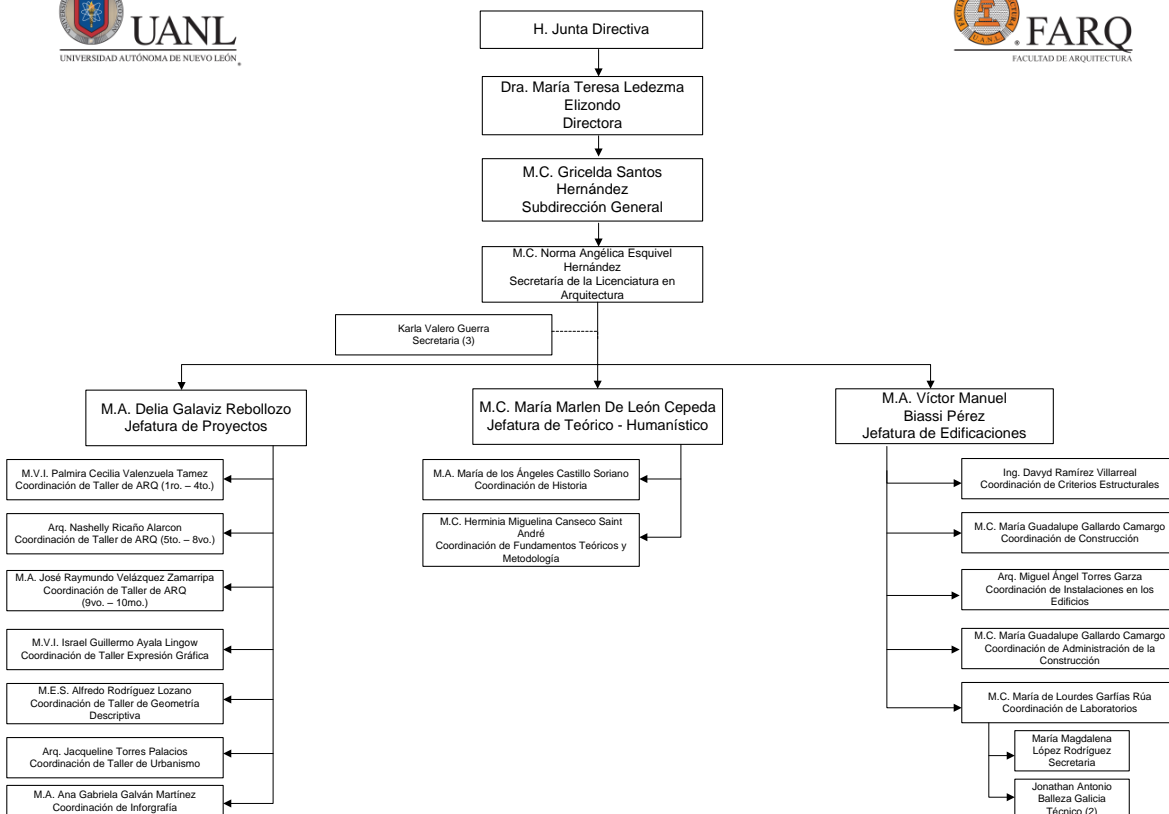 UANL
UNIVERSIDAD AUTÓNOMA DE NUEVO LEÓN
FARQ
FACULTAD DE ARQUITECTURA
H. Junta Directiva
Dra. María Teresa Ledezma
Elizondo
Directora
M.C. Gricelda Santos
Hernández
Subdirección General
M.C. Norma Angélica Esquivel
Hernández
Secretaría de la Licenciatura en
Arquitectura
Karla Valero Guerra
Secretaria (3)
M.A. Delia Galaviz Rebollozo
Jefatura de Proyectos
M.V.I. Palmira Cecilia Valenzuela Tamez
Coordinación de Taller de ARQ (1ro. – 4to.)
Arq. Nashelly Ricaño Alarcon
Coordinación de Taller de ARQ (5to. – 8vo.)
M.A. José Raymundo Velázquez Zamarripa
Coordinación de Taller de ARQ
(9vo. – 10mo.)
M.V.I. Israel Guillermo Ayala Lingow
Coordinación de Taller Expresión Gráfica
M.E.S. Alfredo Rodríguez Lozano
Coordinación de Taller de Geometría
Descriptiva
Arq. Jacqueline Torres Palacios
Coordinación de Taller de Urbanismo
M.A. Ana Gabriela Galván Martínez
Coordinación de Inforgrafía
M.C. María Marlen De León Cepeda
Jefatura de Teórico - Humanístico
M.A. María de los Ángeles Castillo Soriano
Coordinación de Historia
M.C. Herminia Miguelina Canseco Saint
André
Coordinación de Fundamentos Teóricos y
Metodología
M.A. Víctor Manuel
Biassi Pérez
Jefatura de Edificaciones
Ing. Davyd Ramírez Villarreal
Coordinación de Criterios Estructurales
M.C. María Guadalupe Gallardo Camargo
Coordinación de Construcción
Arq. Miguel Ángel Torres Garza
Coordinación de Instalaciones en los
Edificios
M.C. María Guadalupe Gallardo Camargo
Coordinación de Administración de la
Construcción
M.C. María de Lourdes Garfias Rúa
Coordinación de Laboratorios
María Magdalena
López Rodríguez
Secretaria
Jonathan Antonio
Balleza Galicia
Técnico (2)